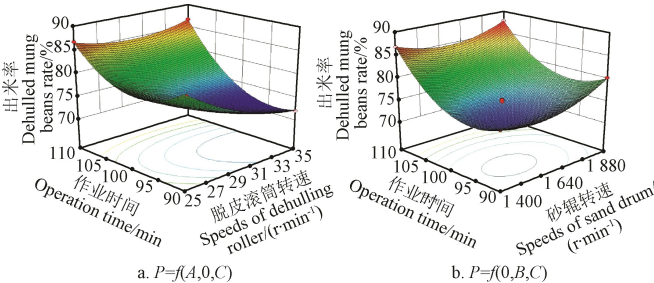 出米率
Dehulled mung
beans rate/%
90
85
80
75
70
110
105
100
95
90
作业时间
Operation time/min
25
27
29
31
33
35
脱皮滚筒转速
Speeds of dehulling
roller/(r·min⁻¹)
a. P=f(A,0,C)
出米率
Dehulled mung
beans rate/%
90
85
80
75
70
110
105
100
95
90
作业时间
Operation time/min
1 400
1 640
1 880
砂辊转速
Speeds of sand drum/
(r·min⁻¹)
b. P=f(0,B,C)